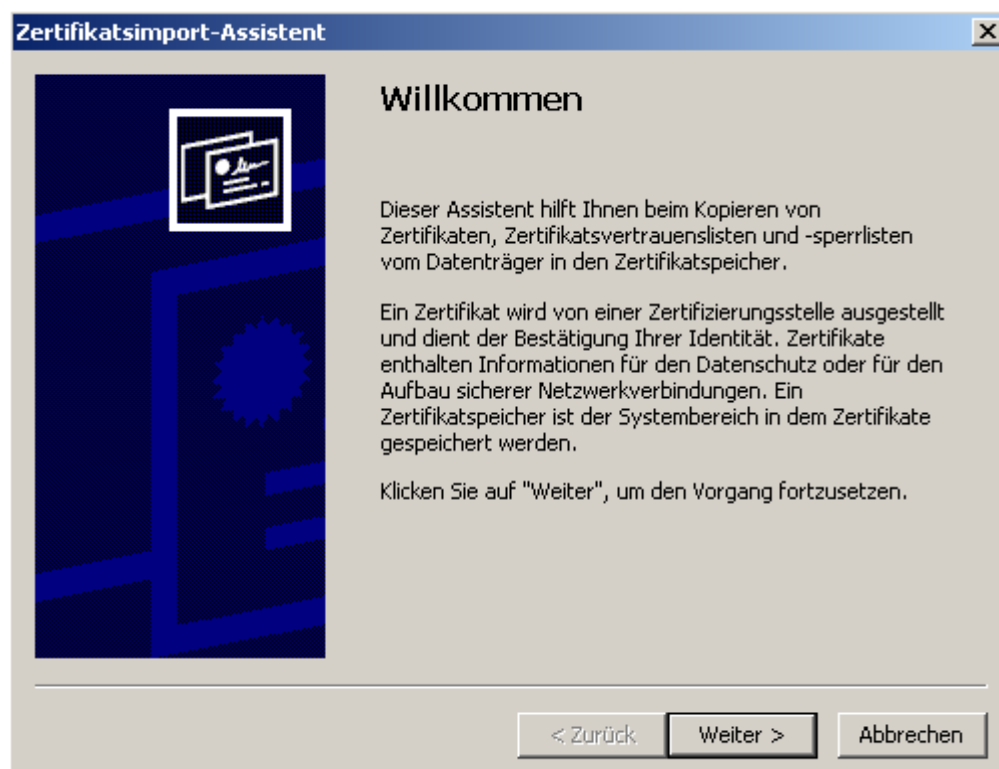 Zertifikatsimport-Assistent
Willkommen
Dieser Assistent hilft Ihnen beim Kopieren von
Zertifikaten, Zertifikatsvertrauenslisten und -sperrlisten
vom Datenträger in den Zertifikatspeicher.
Ein Zertifikat wird von einer Zertifizierungsstelle ausgestellt
und dient der Bestätigung Ihrer Identität. Zertifikate
enthalten Informationen für den Datenschutz oder für den
Aufbau sicherer Netzwerkverbindungen. Ein
Zertifikatspeicher ist der Systembereich in dem Zertifikate
gespeichert werden.
Klicken Sie auf "Weiter", um den Vorgang fortzusetzen.
< Zurück Weiter > Abbrechen